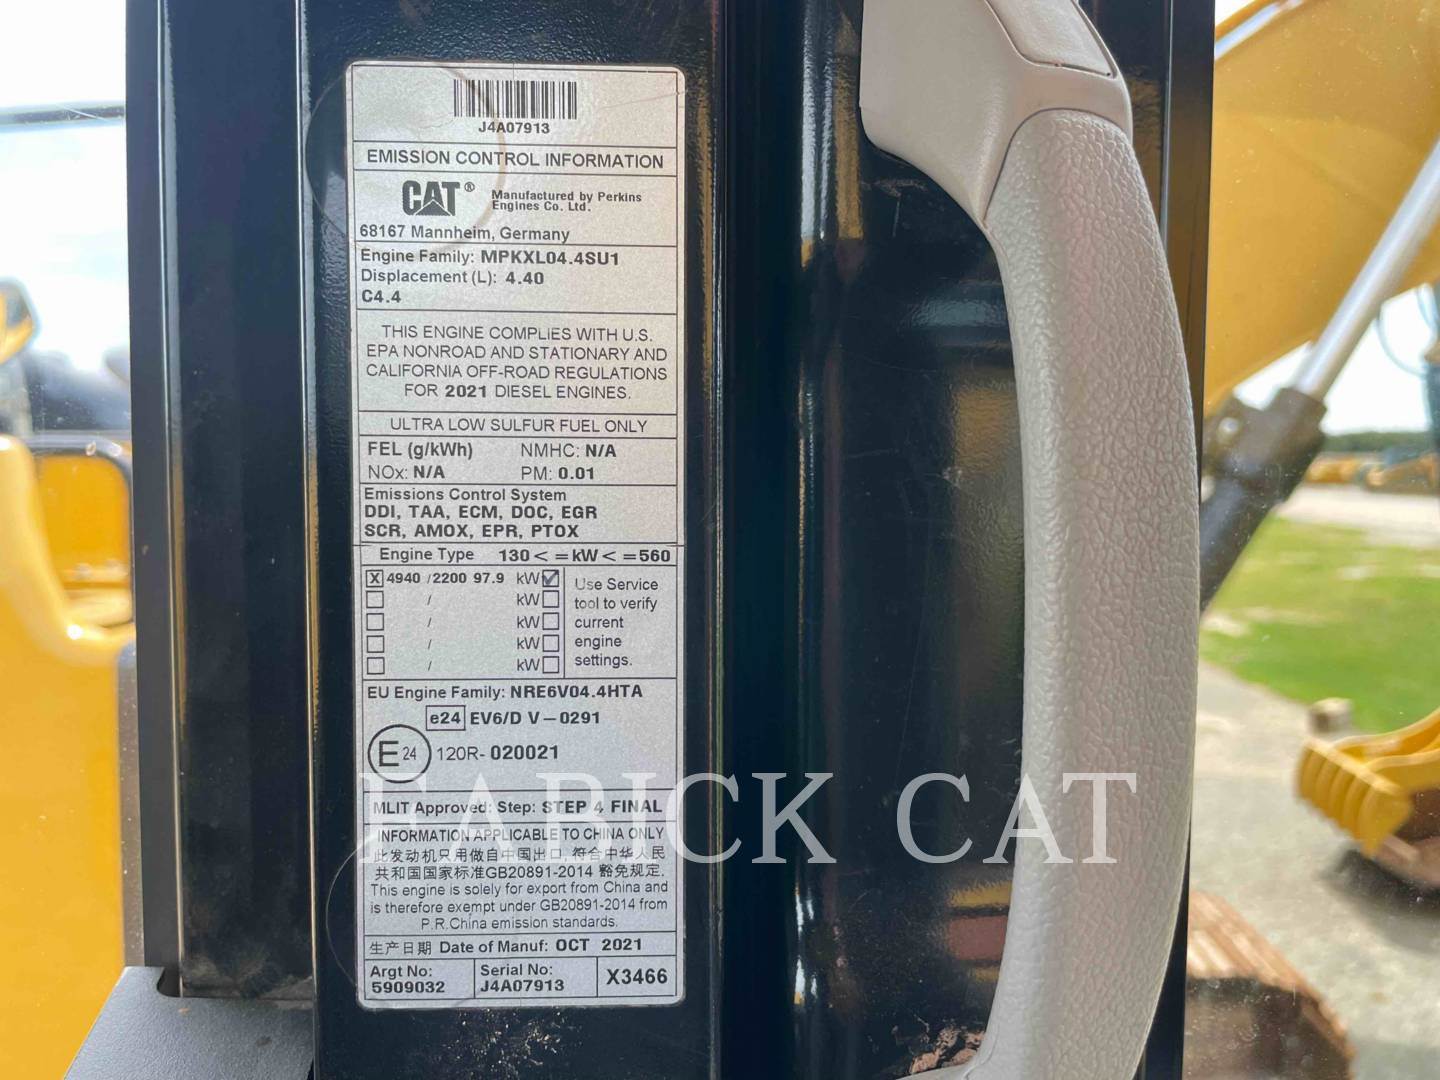 J4A07913
EMISSION CONTROL INFORMATION
CAT® Manufactured by Perkins
Engines Co. Ltd.
68167 Mannheim, Germany
Engine Family: MPKXL04.4SU1
Displacement (L): 4.40
C4.4
THIS ENGINE COMPLIES WITH U.S.
EPA NONROAD AND STATIONARY AND
CALIFORNIA OFF-ROAD REGULATIONS
FOR 2021 DIESEL ENGINES.
ULTRA LOW SULFUR FUEL ONLY
FEL (g/kWh) NMHC: N/A
NOx: N/A PM: 0.01
Emissions Control System
DDI, TAA, ECM, DOC, EGR
SCR, AMOX, EPR, PTOX
Engine Type 130 < = kW < = 560
X 4940 / 2200 97.9 kW
/ kW
/ kW
/ kW
/ kW
Use Service
tool to verify
current
engine
settings.
EU Engine Family: NRE6V04.4HTA
e24 EV6/D V-0291
E24 120R-020021
MLIT Approved: Step: STEP 4 FINAL
INFORMATION APPLICABLE TO CHINA ONLY
此发动机只用做自中国出口, 符合中华人民
共和国国家标准GB20891-2014 豁免规定.
This engine is solely for export from China and
is therefore exempt under GB20891-2014 from
P.R.China emission standards.
生产日期 Date of Manuf: OCT 2021
Argt No:
5909032
Serial No:
J4A07913
X3466
FABICK CAT